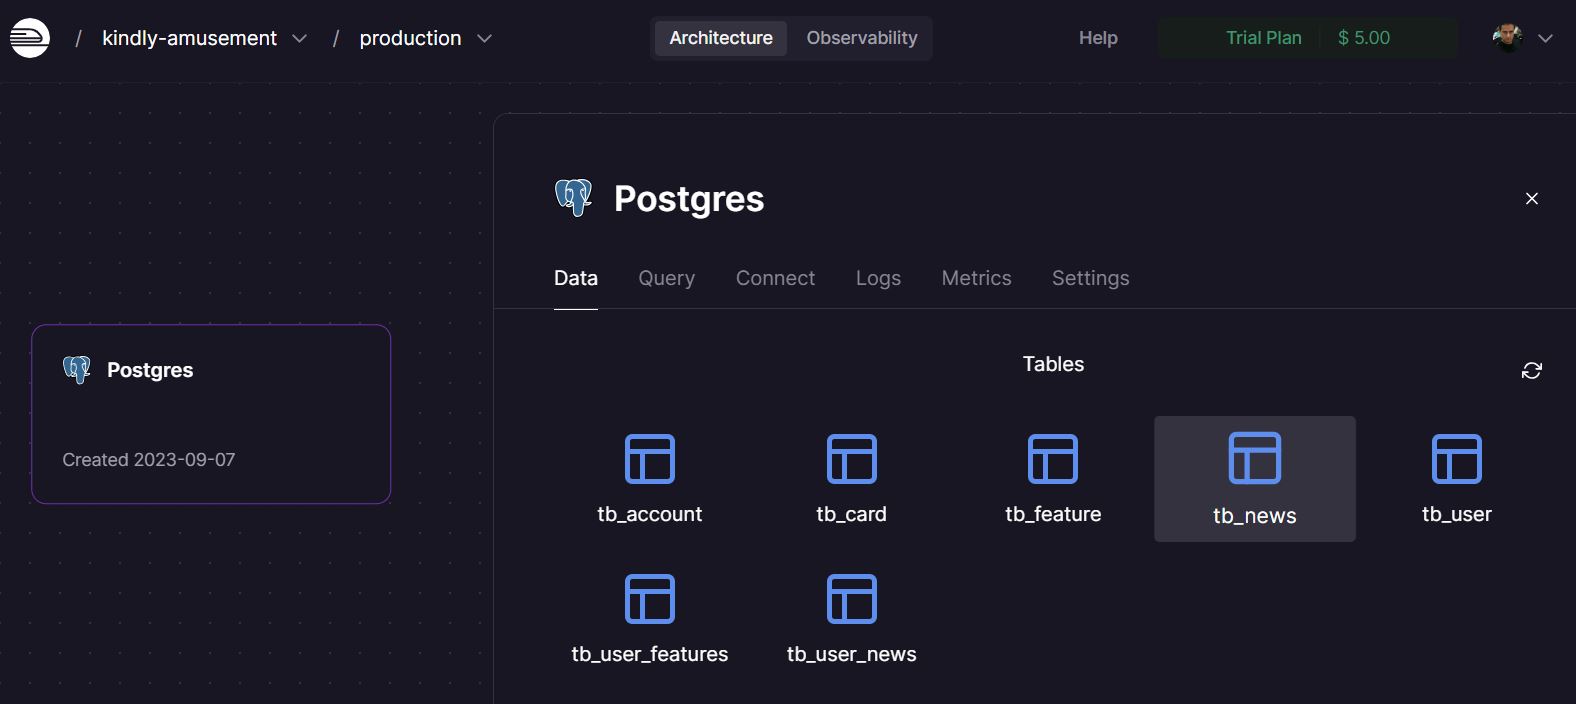 / kindly-amusement / production Architecture Observability Help Trial Plan $ 5.00
Postgres
Data Query Connect Logs Metrics Settings
Tables
Postgres
Created 2023-09-07
tb_account tb_card tb_feature tb_news tb_user
tb_user_features tb_user_news